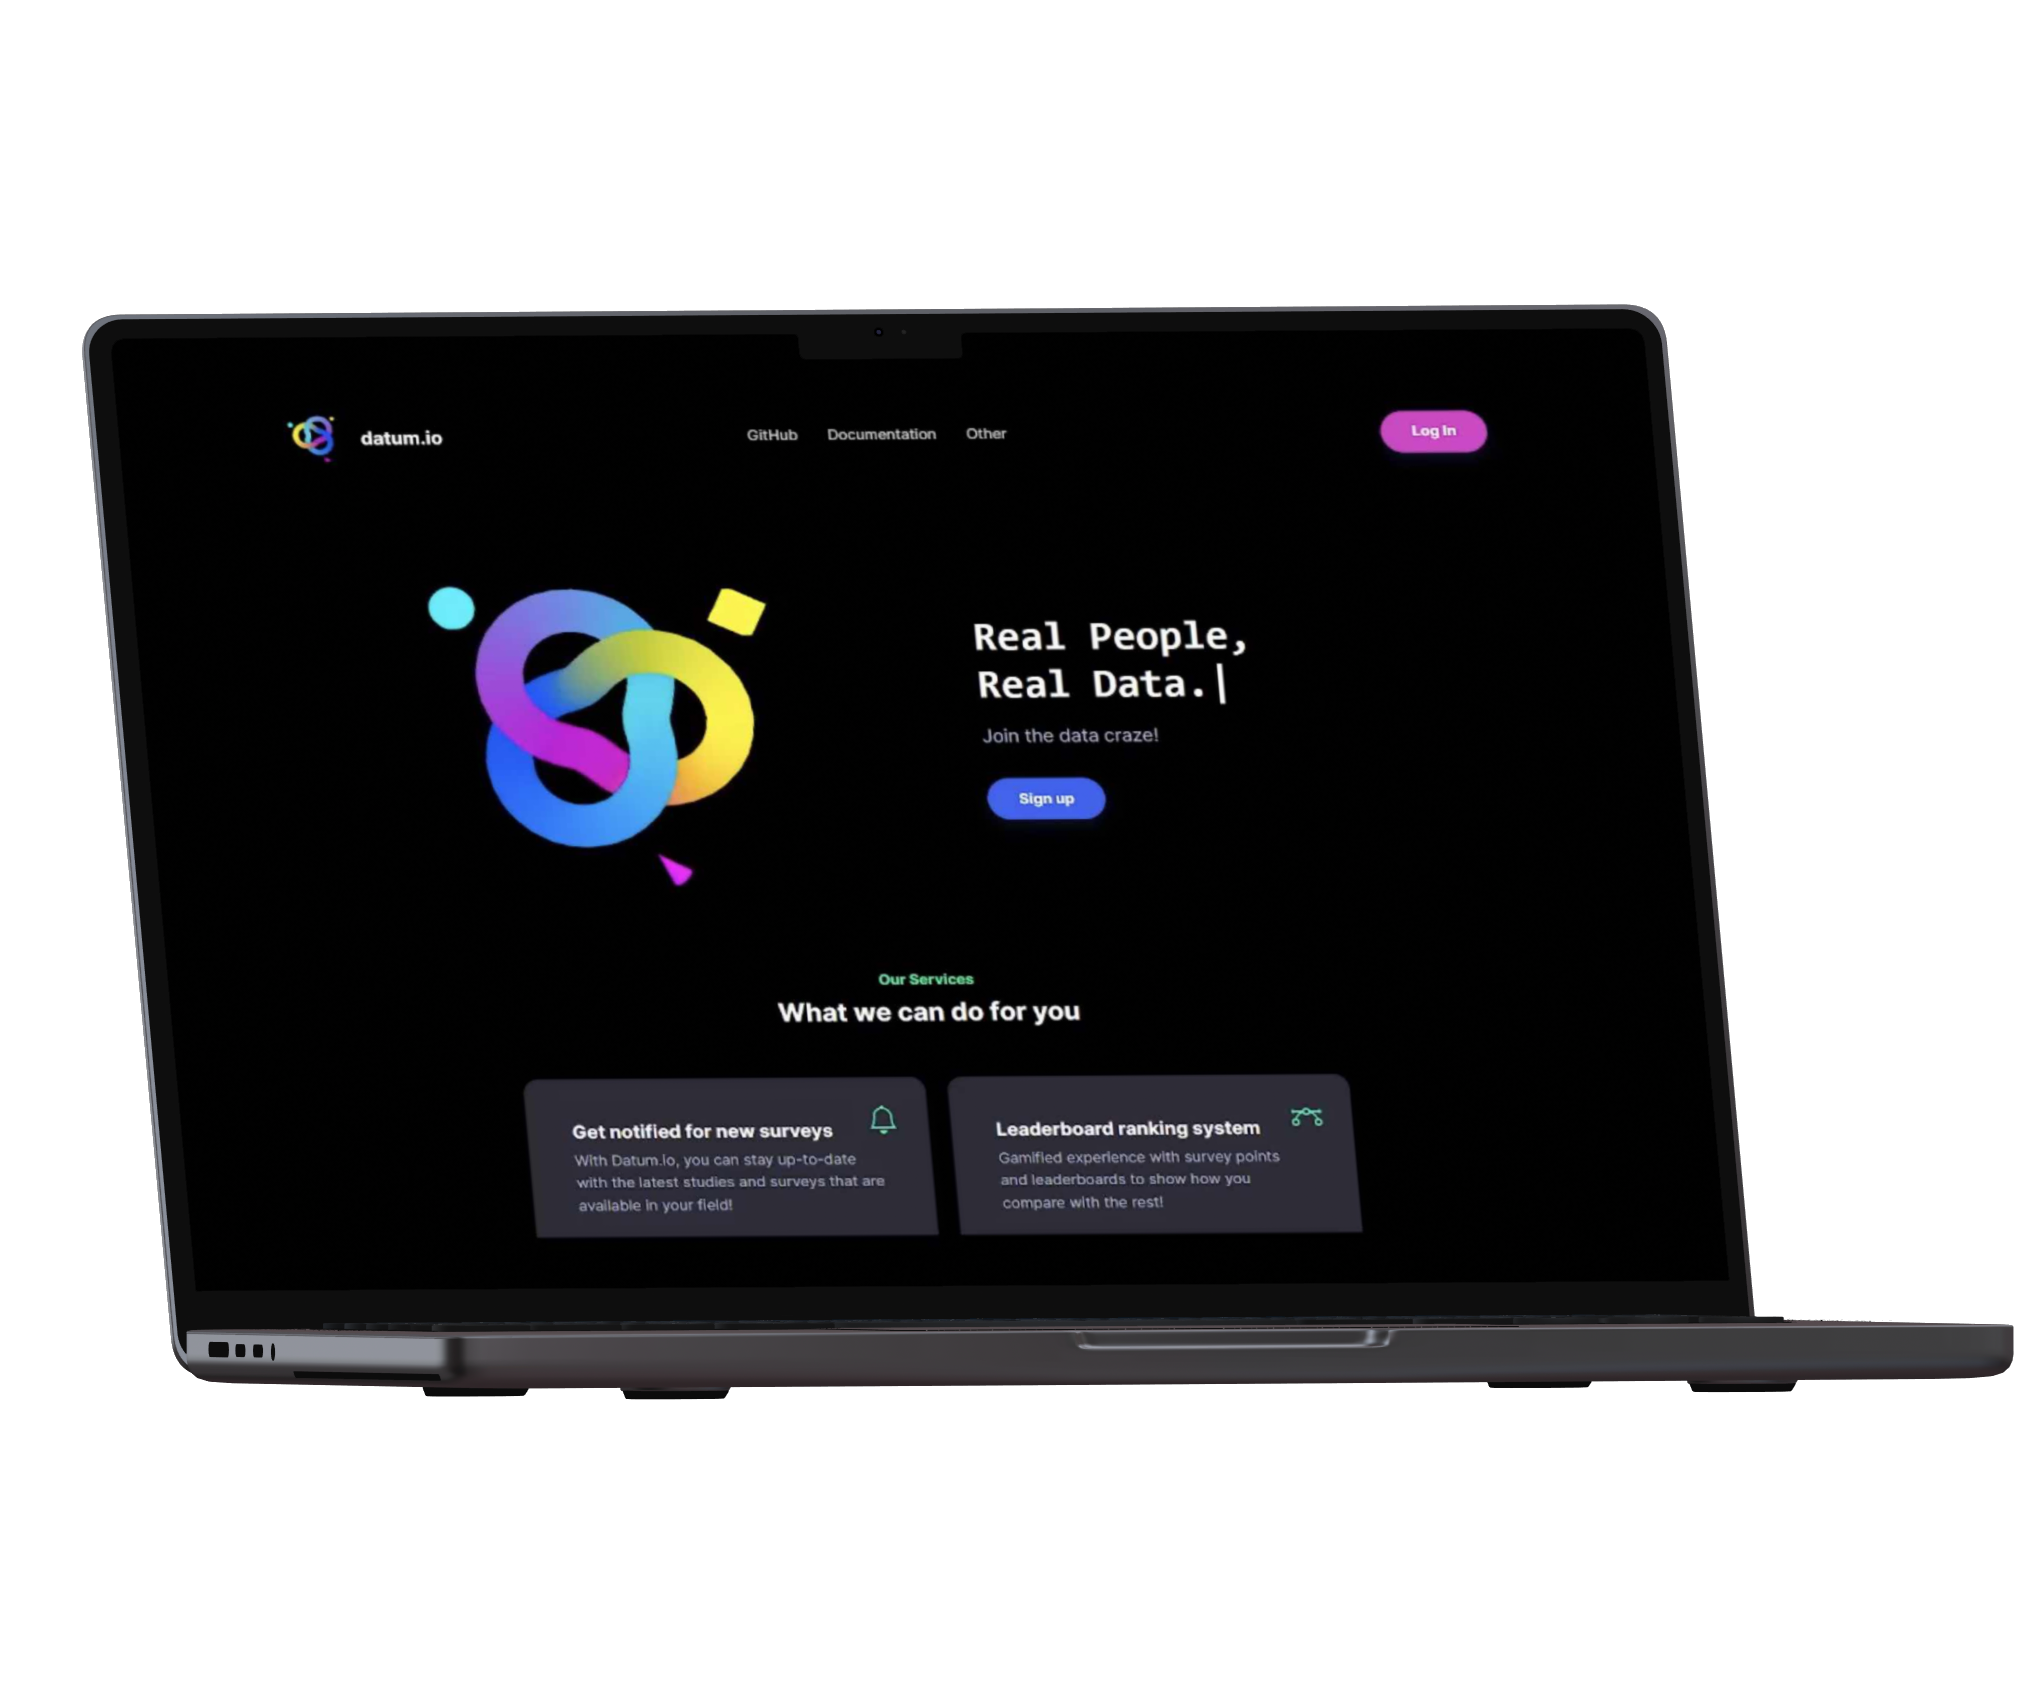 datum.io
GitHub Documentation Other
Log In
Real People,
Real Data.|
Join the data craze!
Sign up
Our Services
What we can do for you
Get notified for new surveys
With Datum.io, you can stay up-to-date
with the latest studies and surveys that are
available in your field!
Leaderboard ranking system
Gamified experience with survey points
and leaderboards to show how you
compare with the rest!